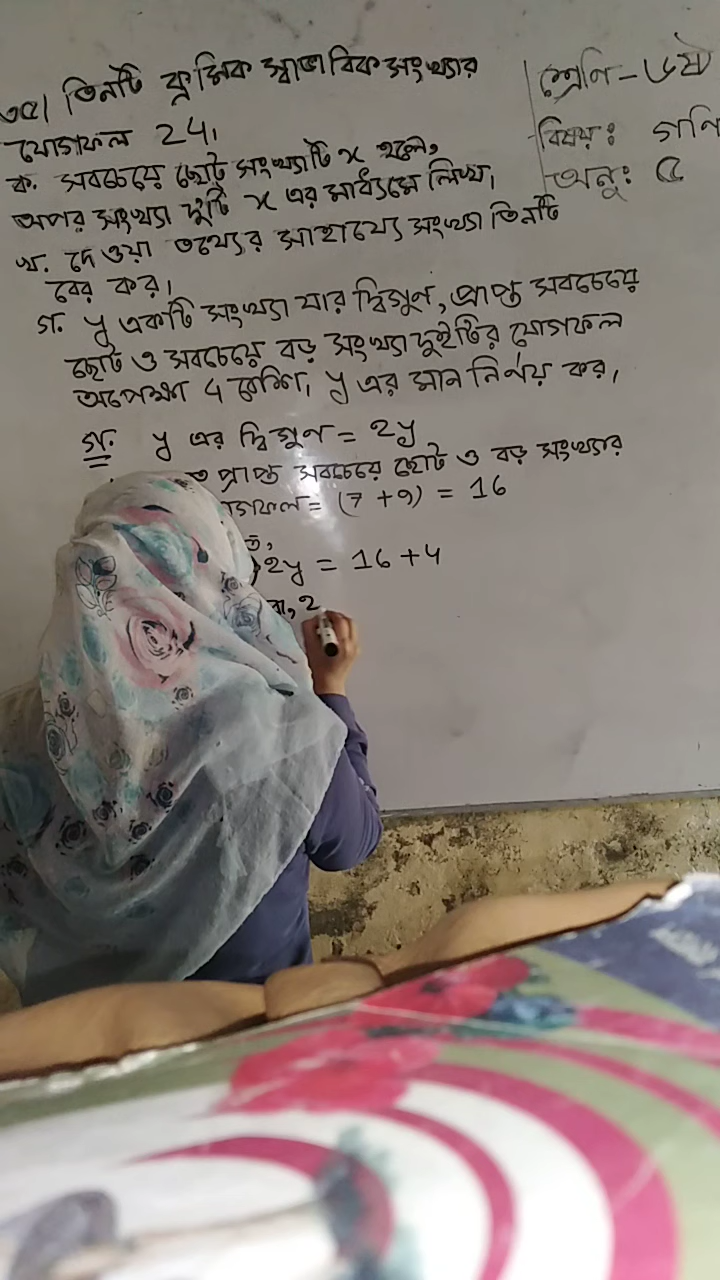 ৩৫। তিনটি ক্রমিক স্বাভাবিক সংখ্যার
যোগফল 24।
ক. সবচেয়ে ছোট সংখ্যাটি x হলে,
অপর সংখ্যা দুটি x এর মাধ্যমে লিখ।
খ. দেওয়া তথ্যের সাহায্যে সংখ্যা তিনটি
বের কর।
গ. y একটি সংখ্যা যার দ্বিগুন, প্রাপ্ত সবচেয়ে
ছোট ও সবচেয়ে বড় সংখ্যা দুইটির যোগফল
অপেক্ষা 4 বেশি। y এর মান নির্ণয় কর।
শ্রেণি - ৬ষ্ঠ
বিষয়: গণি
অনু: ৫
গ. y এর দ্বিগুন = 2y
প্রাপ্ত সবচেয়ে ছোট ও বড় সংখ্যার
গফল = (7 + 9) = 16
2y = 16 + 4
বা, 2